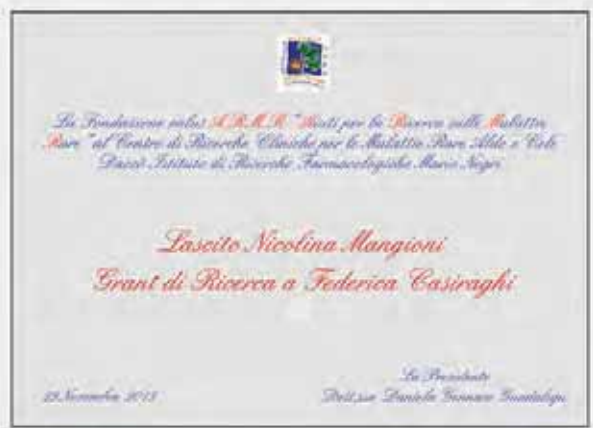 La Fondazione onlus A.R.M.R. "Aiuti per la Ricerca sulle Malattie
Rare" al Centro di Ricerche Cliniche per le Malattie Rare Aldo e Cele
Daccò Istituto di Ricerche Farmacologiche Mario Negri
Lascito Nicolina Mangioni
Grant di Ricerca a Federica Casiraghi
La Presidente
Novembre 2013
Dott.ssa Daniela Gennaro Guadalupi